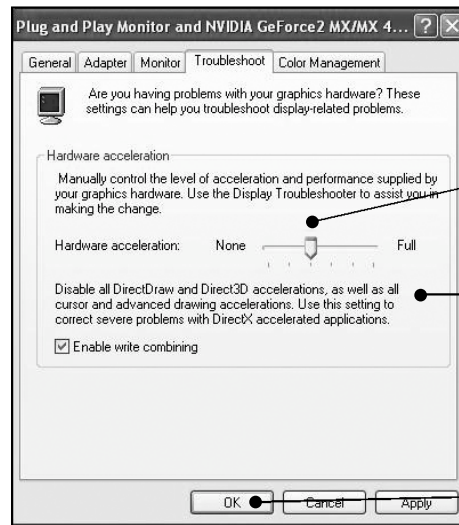 Plug and Play Monitor and NVIDIA GeForce2 MX/MX 4...
General Adapter Monitor Troubleshoot Color Management
Are you having problems with your graphics hardware? These
settings can help you troubleshoot display-related problems.
Hardware acceleration
Manually control the level of acceleration and performance supplied by
your graphics hardware. Use the Display Troubleshooter to assist you in
making the change.
Hardware acceleration: None Full
Disable all DirectDraw and Direct3D accelerations, as well as all
cursor and advanced drawing accelerations. Use this setting to
correct severe problems with DirectX accelerated applications.
Enable write combining
OK Cancel Apply